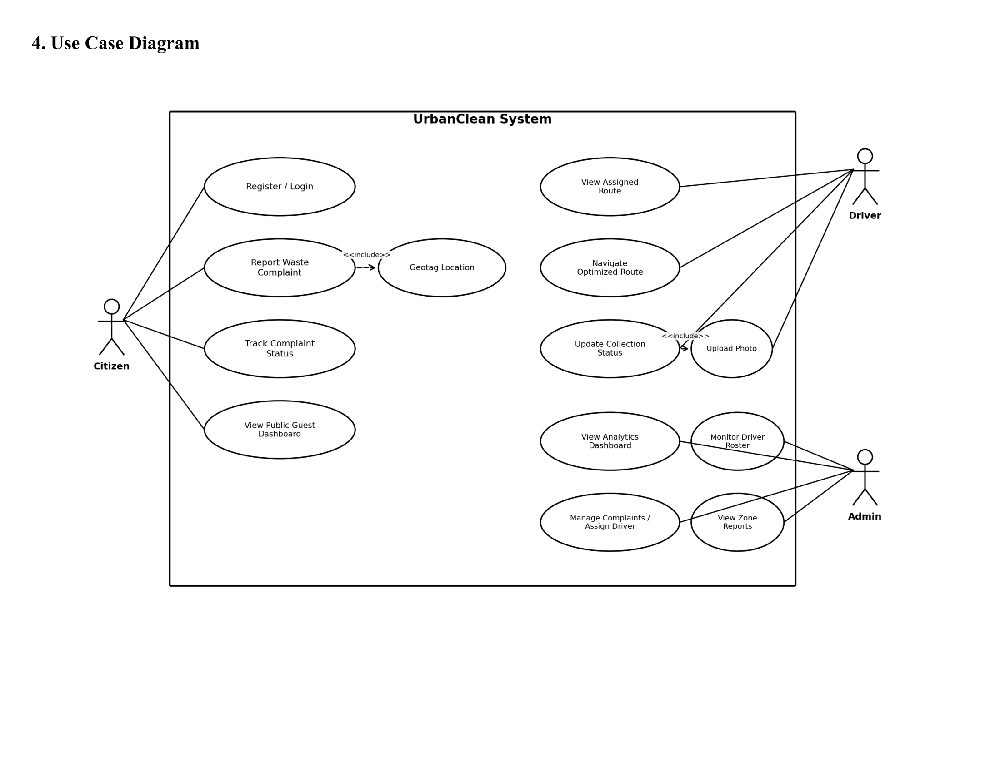 4. Use Case Diagram
UrbanClean System
Register / Login
View Assigned
Route
Driver
Report Waste
Complaint
<<include>>
Geotag Location
Navigate
Optimized Route
Citizen
Track Complaint
Status
Update Collection
Status
<<include>>
Upload Photo
View Public Guest
Dashboard
View Analytics
Dashboard
Monitor Driver
Roster
Admin
Manage Complaints /
Assign Driver
View Zone
Reports